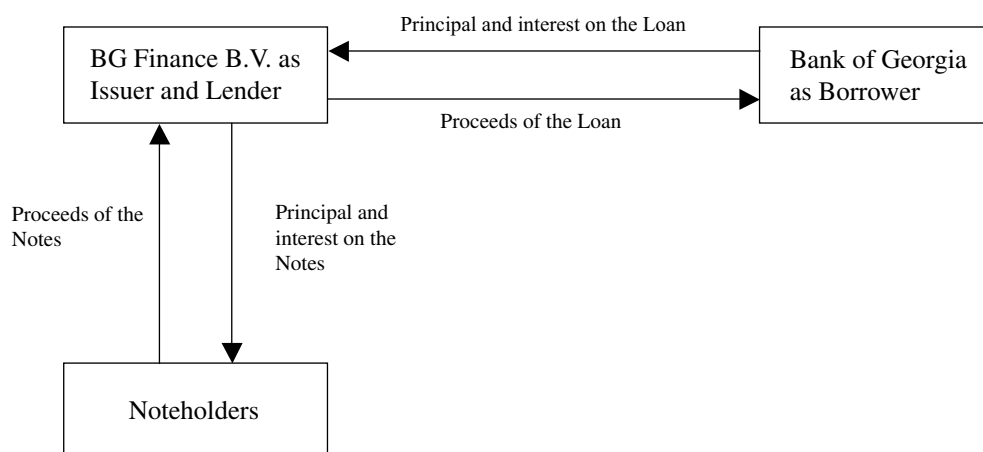 Principal and interest on the Loan
BG Finance B.V. as
Issuer and Lender
Bank of Georgia
as Borrower
Proceeds of the Loan
Proceeds of the
Notes
Principal and
interest on the
Notes
Noteholders